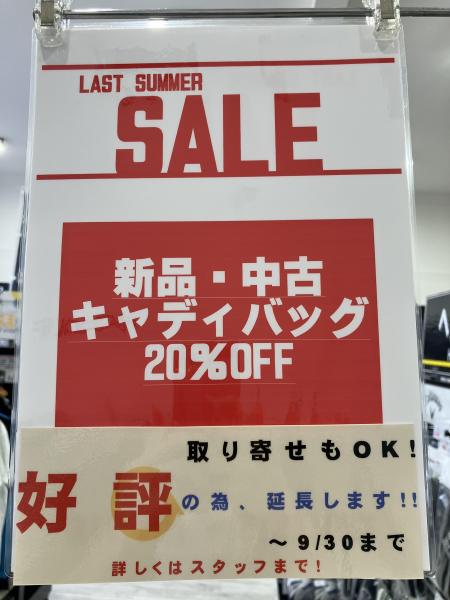 LAST SUMMER
SALE
新品・中古
キャディバッグ
20%OFF
取り寄せもOK!
好評の為、延長します!!
～9/30まで
詳しくはスタッフまで!